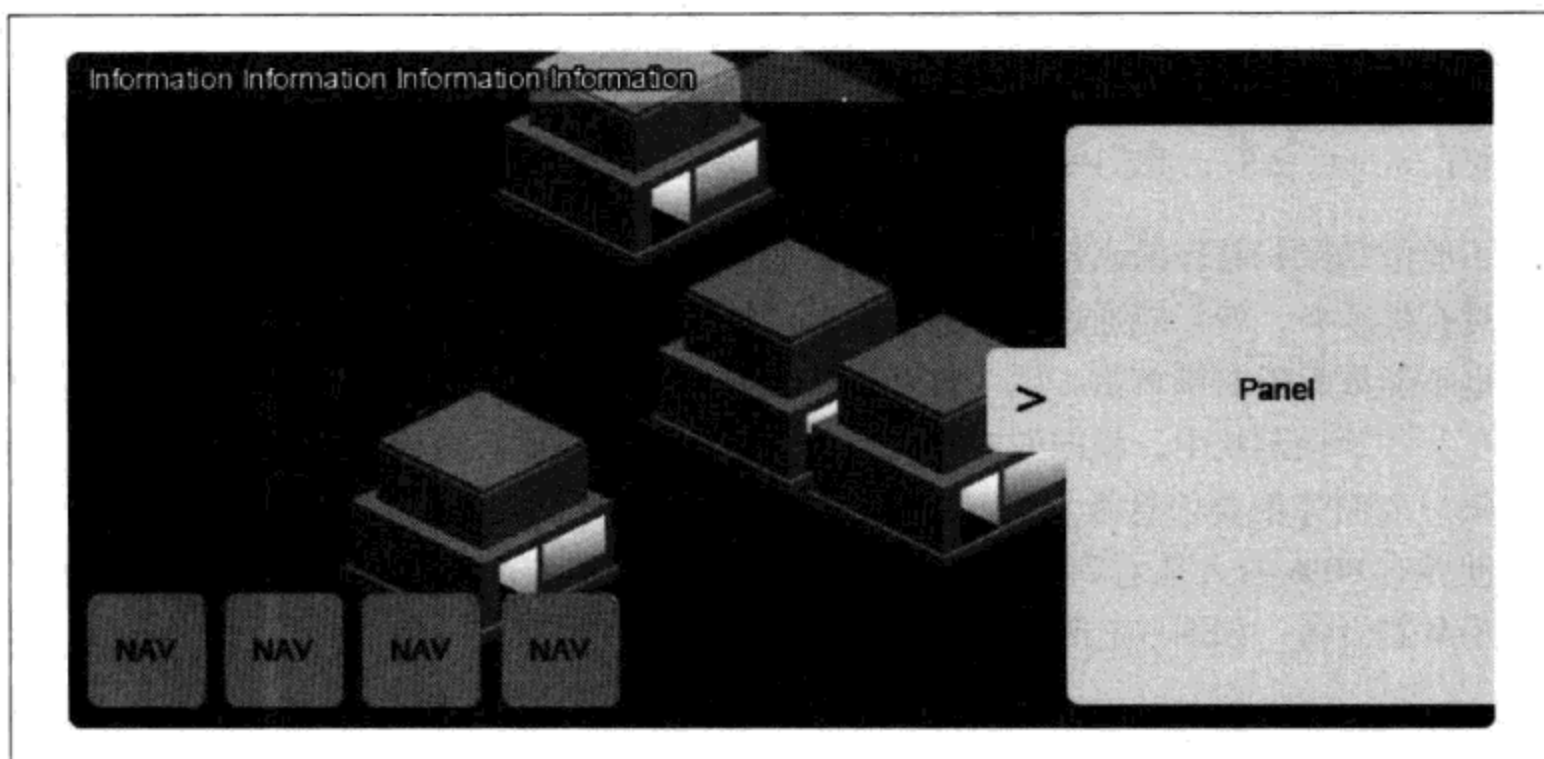 Information Information Information Information
>
Panel
NAV NAV NAV NAV